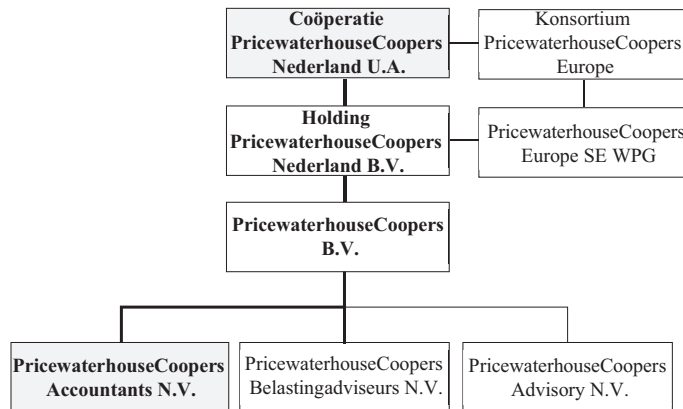 Coöperatie
PricewaterhouseCoopers
Nederland U.A.
Konsortium
PricewaterhouseCoopers
Europe
Holding
PricewaterhouseCoopers
Nederland B.V.
PricewaterhouseCoopers
Europe SE WPG
PricewaterhouseCoopers
B.V.
PricewaterhouseCoopers
Accountants N.V.
PricewaterhouseCoopers
Belastingadviseurs N.V.
PricewaterhouseCoopers
Advisory N.V.